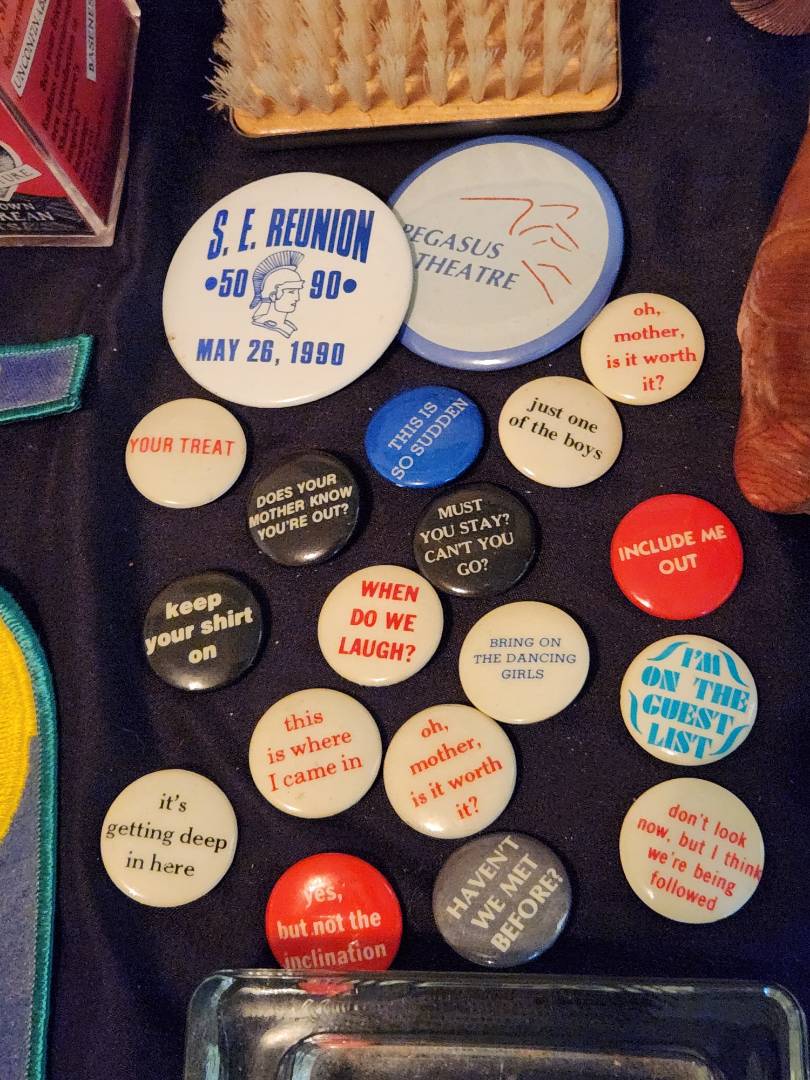 S. E. REUNION
•50 90•
MAY 26, 1990
PEGASUS
THEATRE
oh,
mother,
is it worth
it?
just one
of the boys
THIS IS
SO SUDDEN
YOUR TREAT
DOES YOUR
MOTHER KNOW
YOU'RE OUT?
MUST
YOU STAY?
CAN'T YOU
GO?
INCLUDE ME
OUT
keep
your shirt
on
WHEN
DO WE
LAUGH?
BRING ON
THE DANCING
GIRLS
I'M
ON THE
GUEST
LIST
this
is where
I came in
oh,
mother,
is it worth
it?
it's
getting deep
in here
don't look
now, but I think
we're being
followed
yes,
but not the
inclination
HAVEN'T
WE MET
BEFORE?